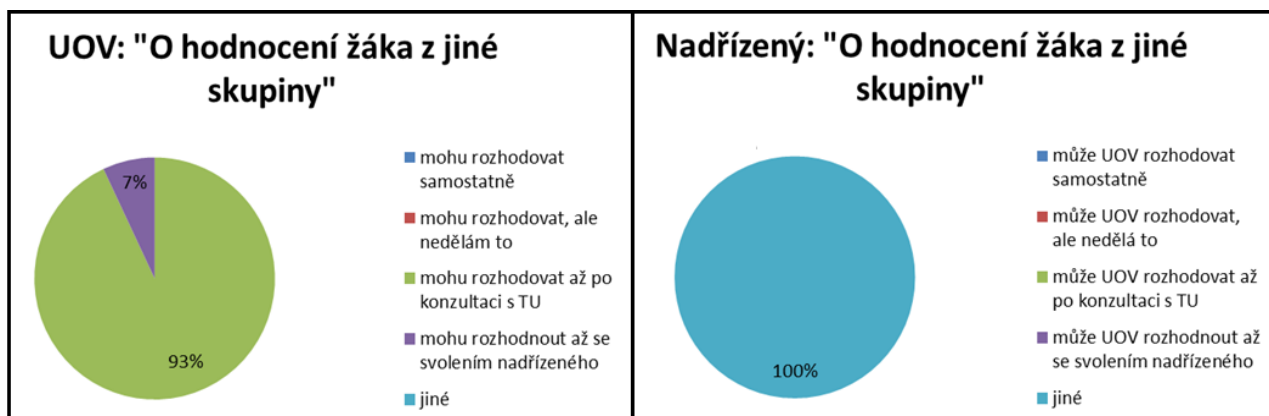 UOV: "O hodnocení žáka z jiné
skupiny"
7%
93%
mohu rozhodovat
samostatně
mohu rozhodovat, ale
nedělám to
mohu rozhodovat až po
konzultaci s TU
mohu rozhodnout až se
svolením nadřízeného
jiné
Nadřízený: "O hodnocení žáka z jiné
skupiny"
100%
může UOV rozhodovat
samostatně
může UOV rozhodovat,
ale nedělá to
může UOV rozhodovat až
po konzultaci s TU
může UOV rozhodnout až
se svolením nadřízeného
jiné